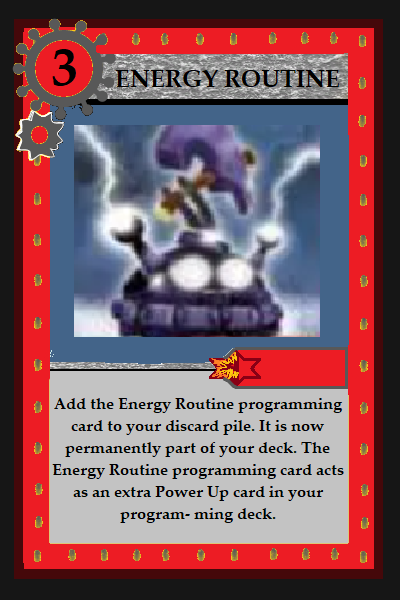 3
ENERGY ROUTINE
Add the Energy Routine programming
card to your discard pile. It is now
permanently part of your deck. The
Energy Routine programming card acts
as an extra Power Up card in your
program- ming deck.